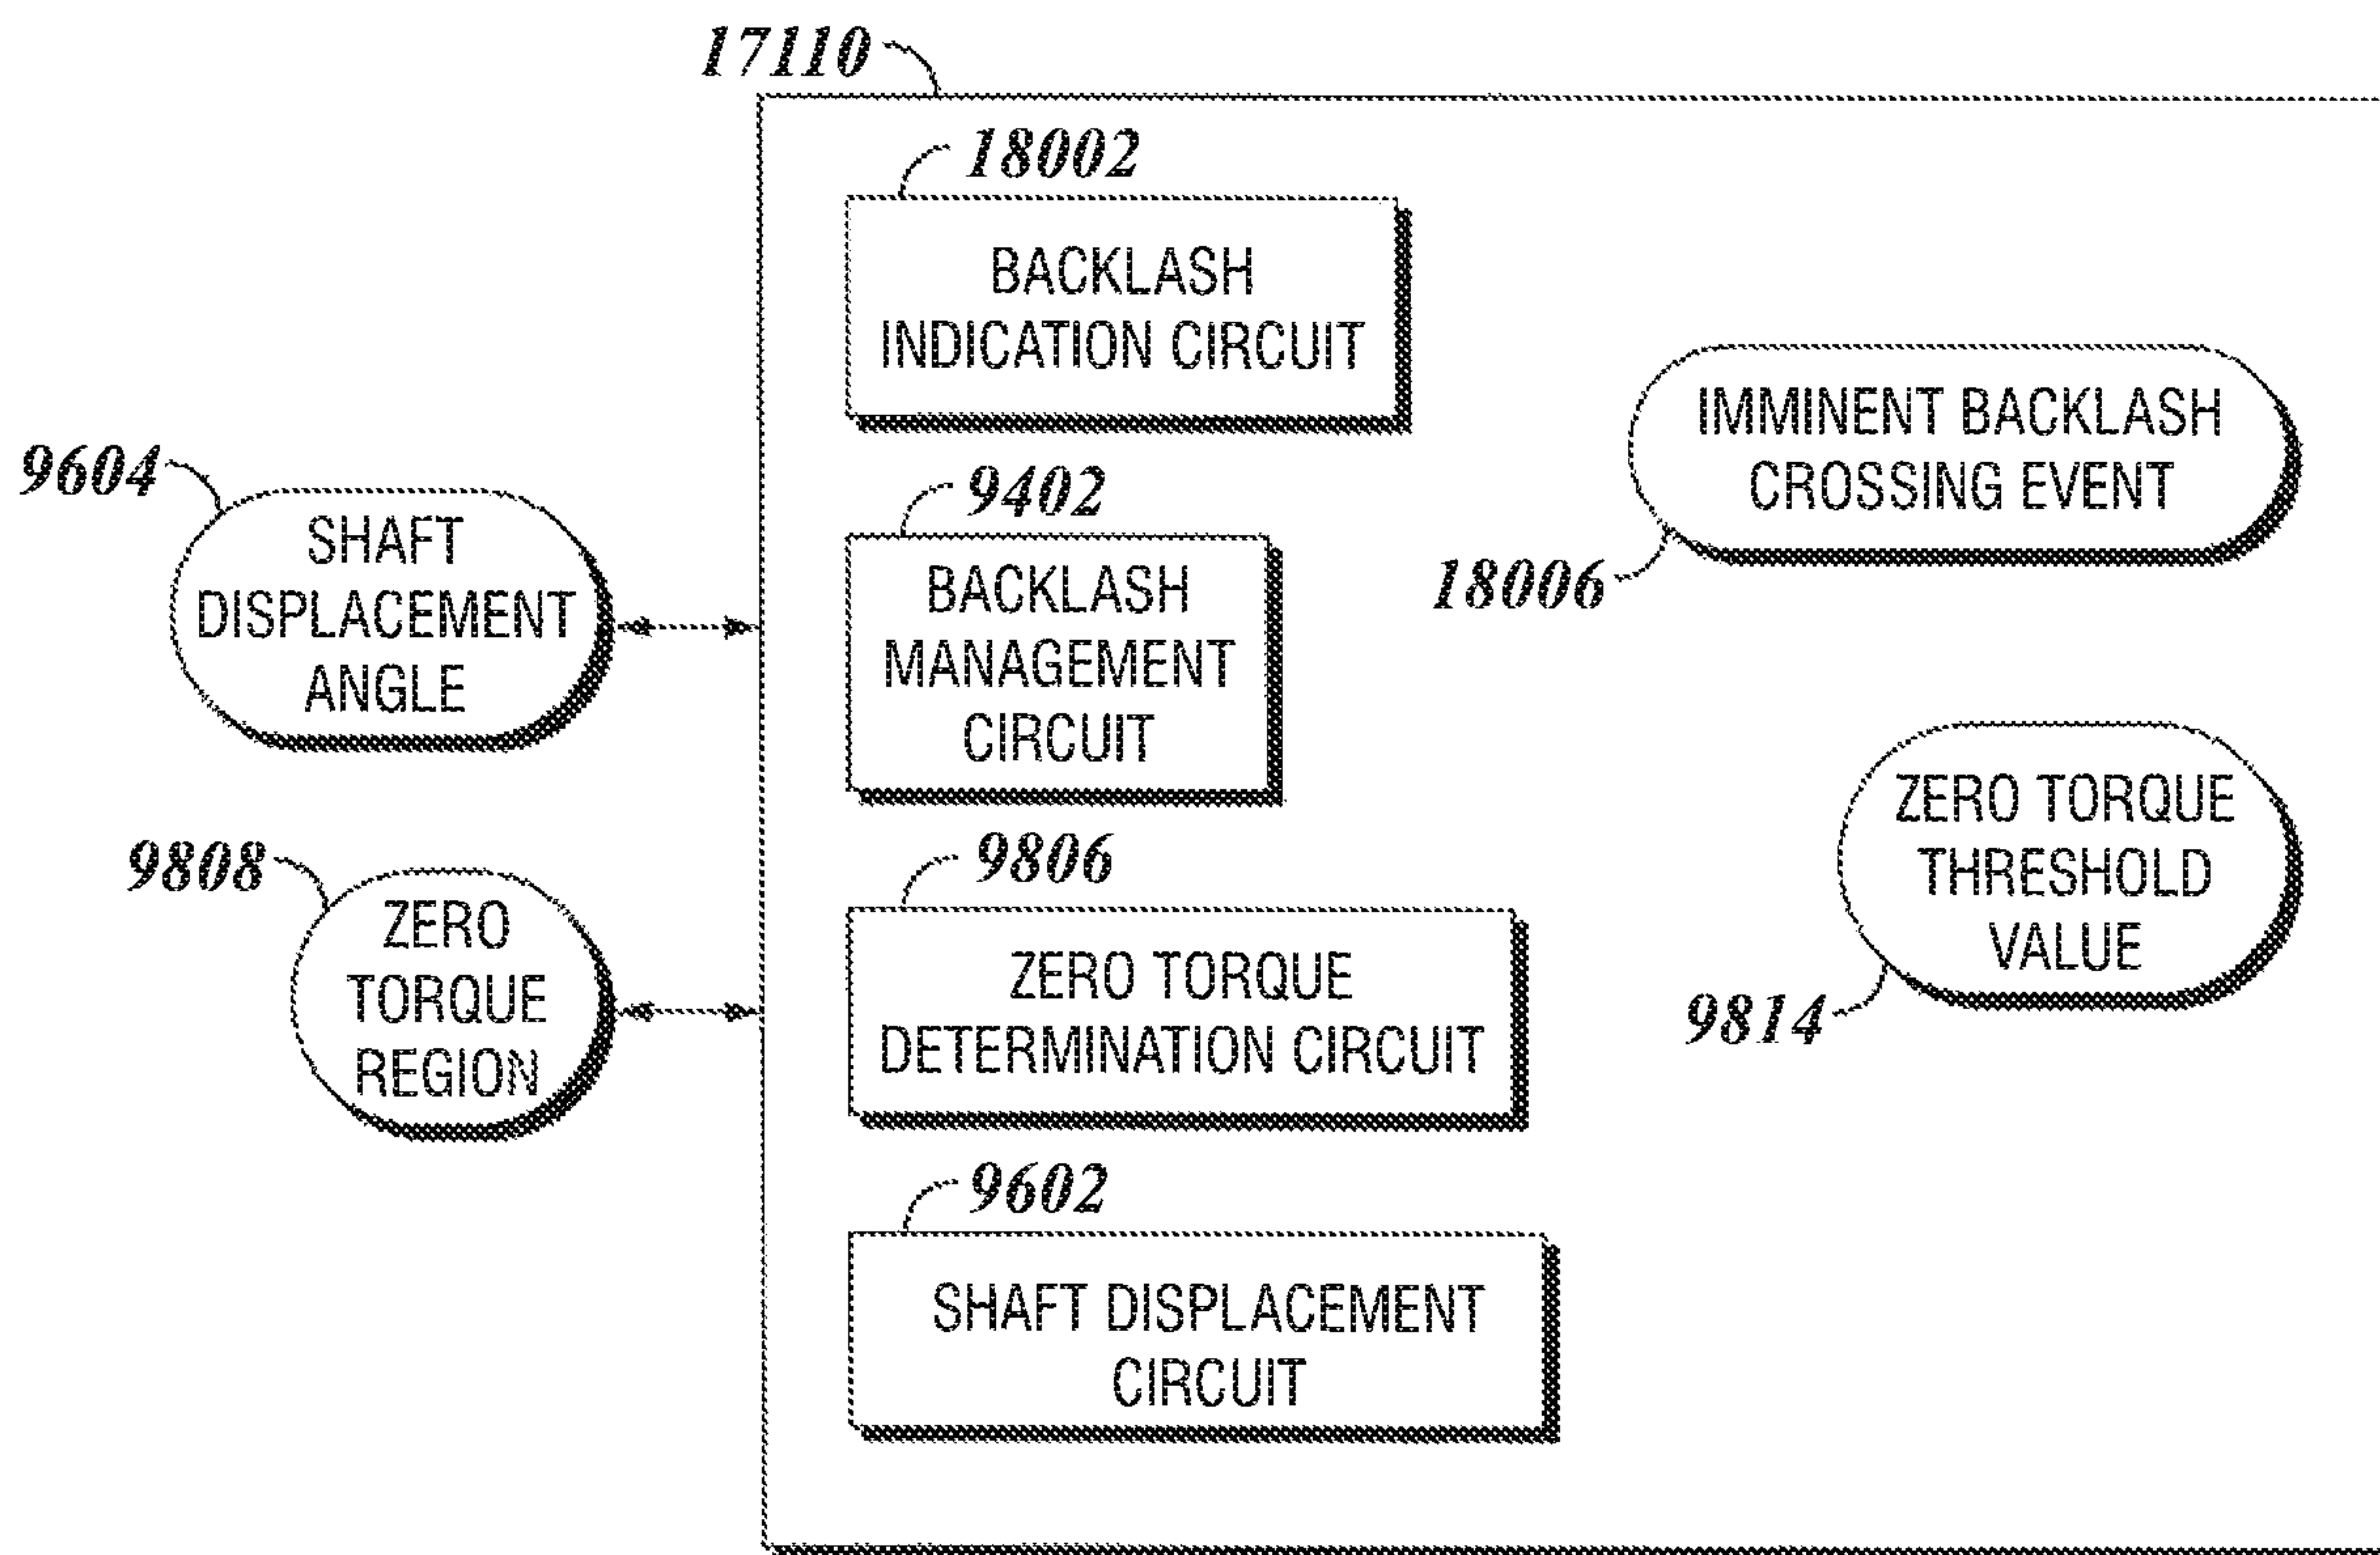 17110
18002
BACKLASH
INDICATION CIRCUIT
IMMINENT BACKLASH
CROSSING EVENT
18006
9604
SHAFT
DISPLACEMENT
ANGLE
9402
BACKLASH
MANAGEMENT
CIRCUIT
ZERO TORQUE
THRESHOLD
VALUE
9814
9808
ZERO
TORQUE
REGION
9806
ZERO TORQUE
DETERMINATION CIRCUIT
9602
SHAFT DISPLACEMENT
CIRCUIT